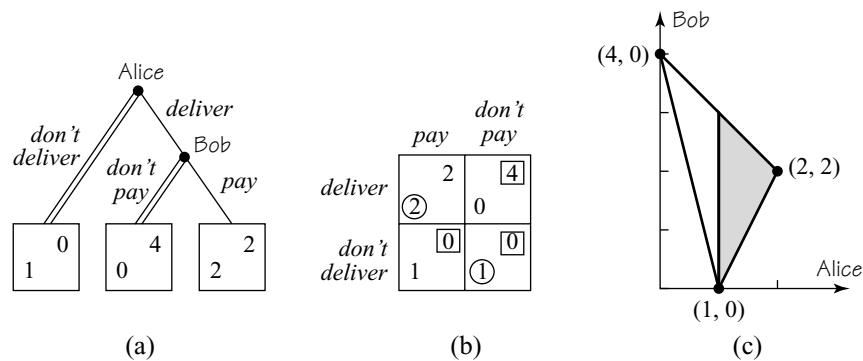 Alice
deliver
don't
deliver
Bob
don't
pay
pay
0
1
4
0
2
2
(a)
pay
don't
pay
deliver
2
2
4
0
don't
deliver
0
1
0
1
(b)
Bob
(4, 0)
(2, 2)
Alice
(1, 0)
(c)